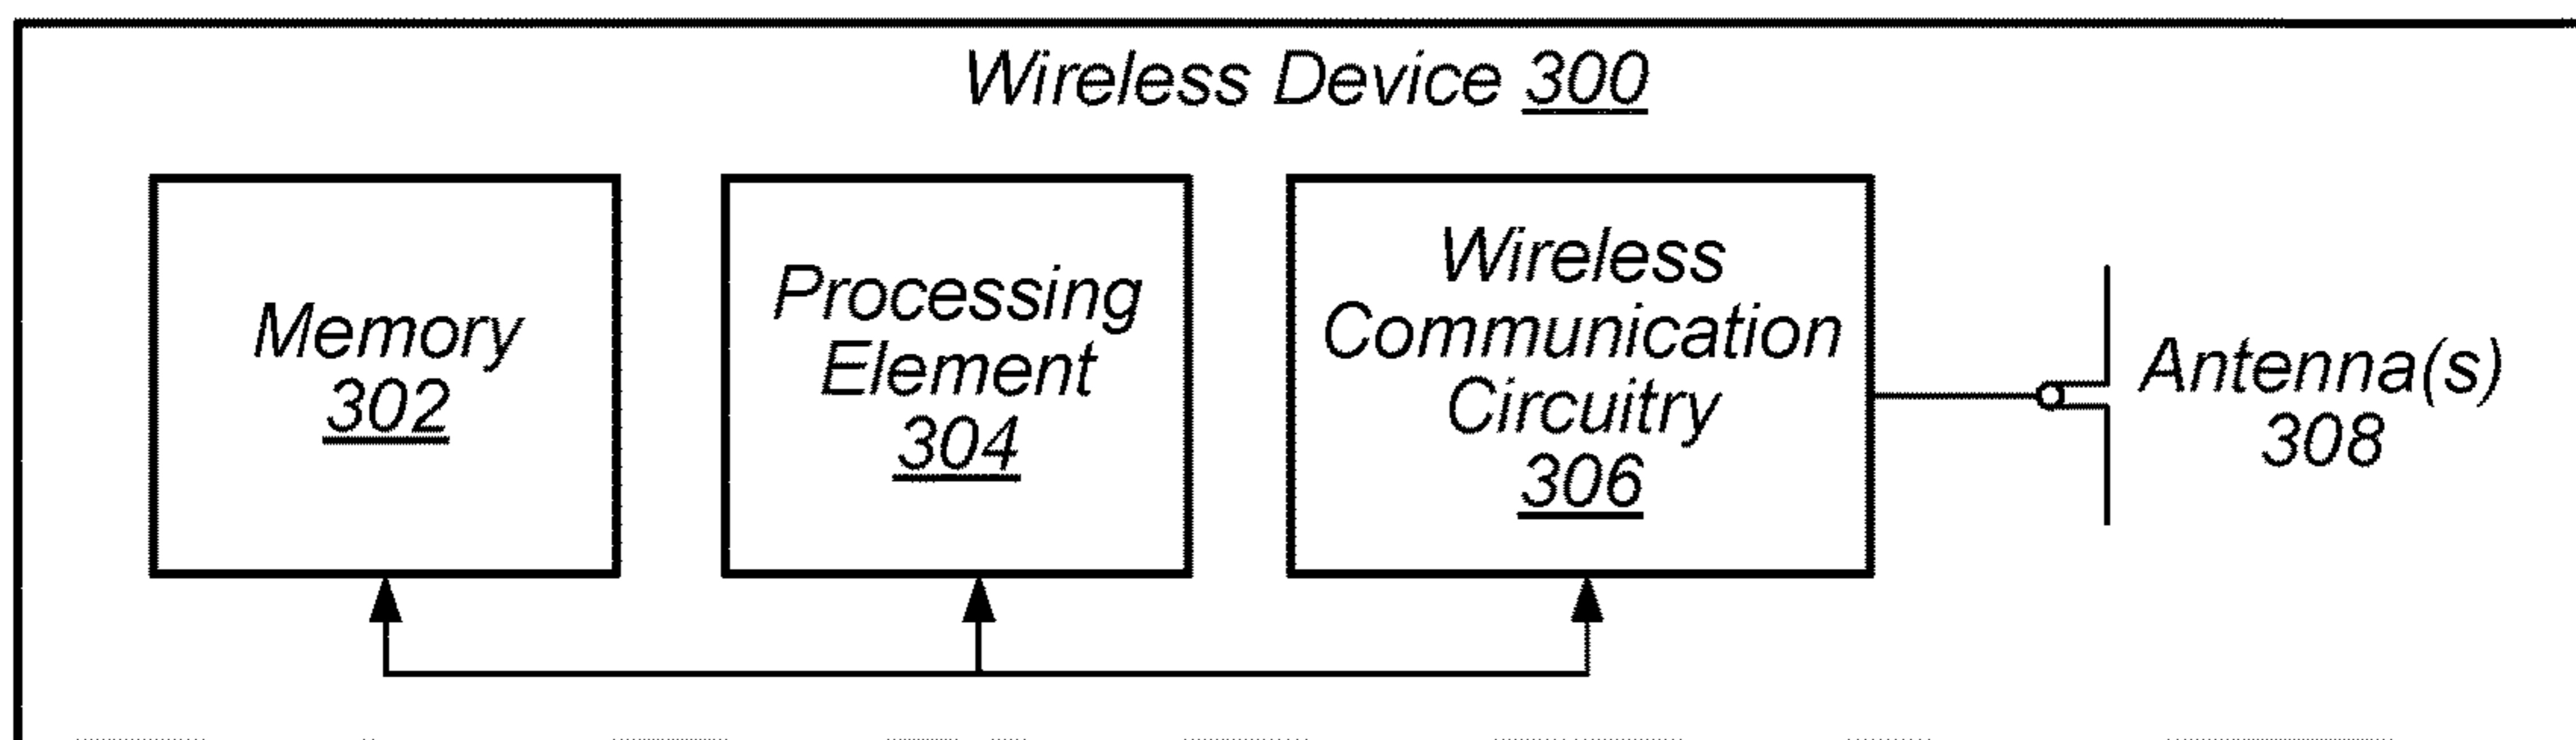 Wireless Device 300
Memory
302
Processing
Element
304
Wireless
Communication
Circuitry
306
Antenna(s)
308